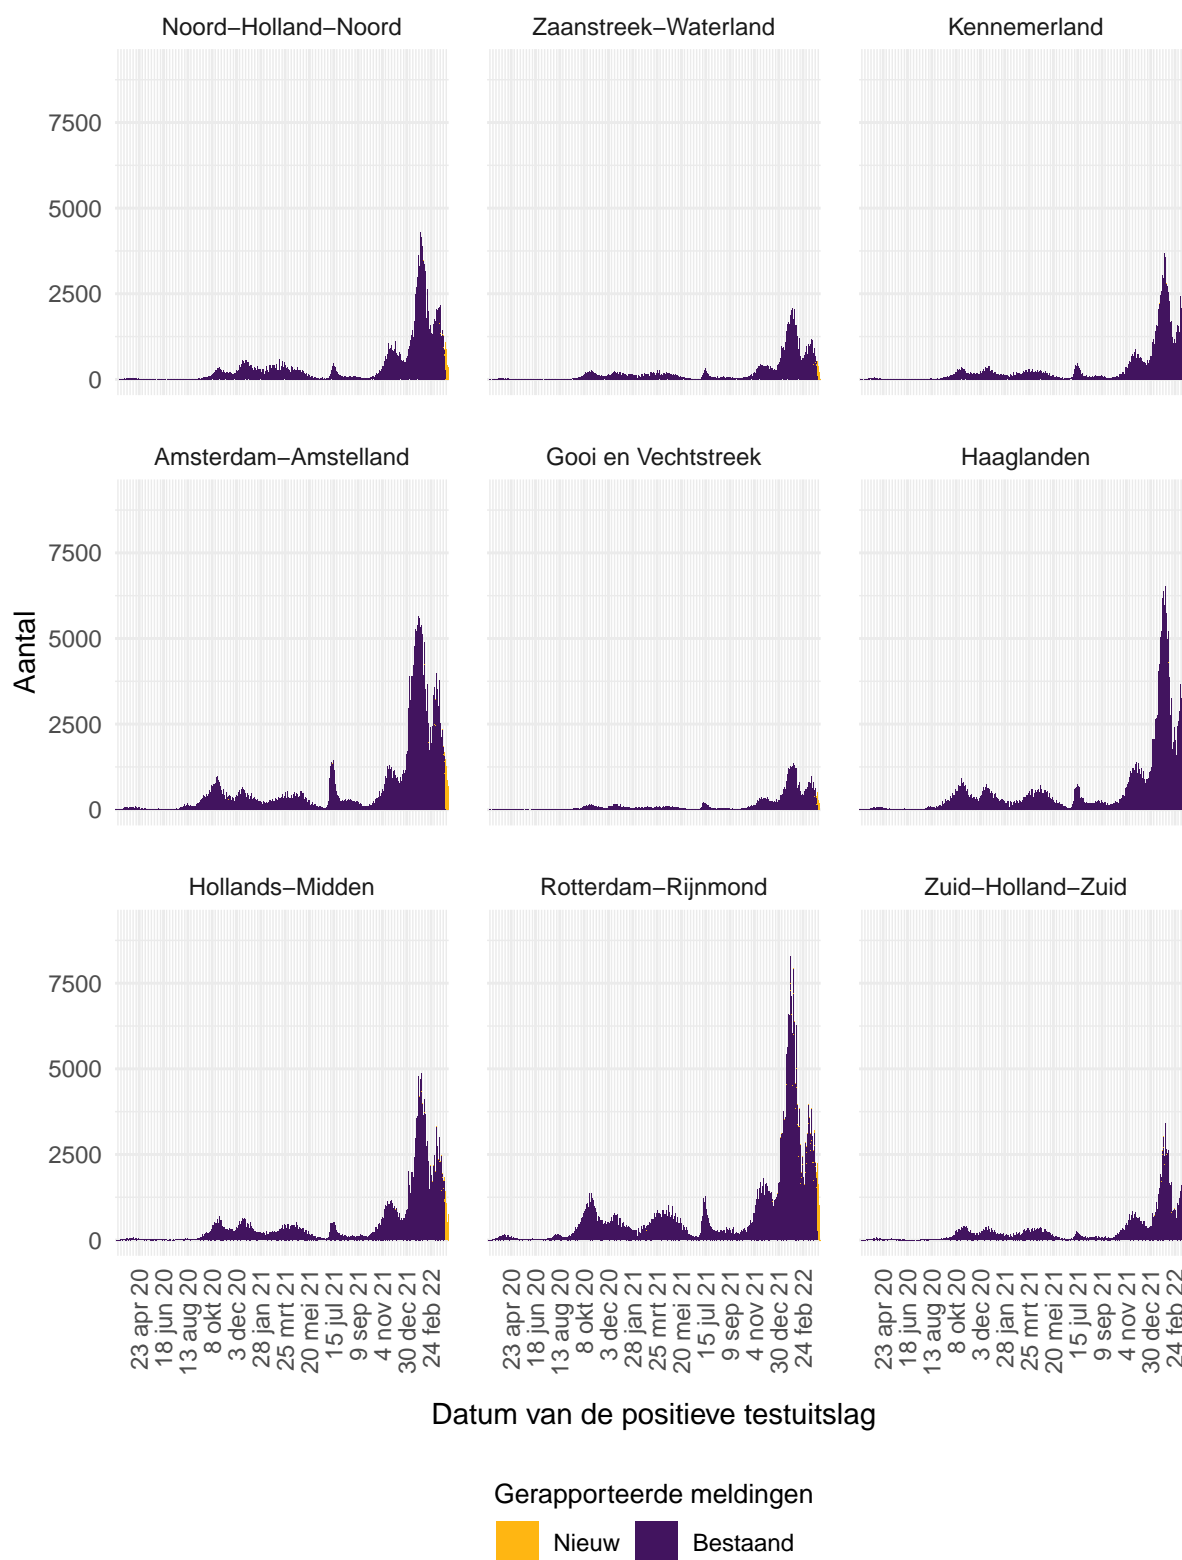 Noord−Holland−Noord
Zaanstreek−Waterland
Kennemerland
7500
5000
2500
0
Amsterdam−Amstelland
Gooi en Vechtstreek
Haaglanden
7500
5000
2500
0
Aantal
Hollands−Midden
Rotterdam−Rijnmond
Zuid−Holland−Zuid
7500
5000
2500
0
23 apr 20
18 jun 20
13 aug 20
8 okt 20
3 dec 20
28 jan 21
25 mrt 21
20 mei 21
15 jul 21
9 sep 21
4 nov 21
30 dec 21
24 feb 22
23 apr 20
18 jun 20
13 aug 20
8 okt 20
3 dec 20
28 jan 21
25 mrt 21
20 mei 21
15 jul 21
9 sep 21
4 nov 21
30 dec 21
24 feb 22
23 apr 20
18 jun 20
13 aug 20
8 okt 20
3 dec 20
28 jan 21
25 mrt 21
20 mei 21
15 jul 21
9 sep 21
4 nov 21
30 dec 21
24 feb 22
Datum van de positieve testuitslag
Gerapporteerde meldingen
Nieuw
Bestaand